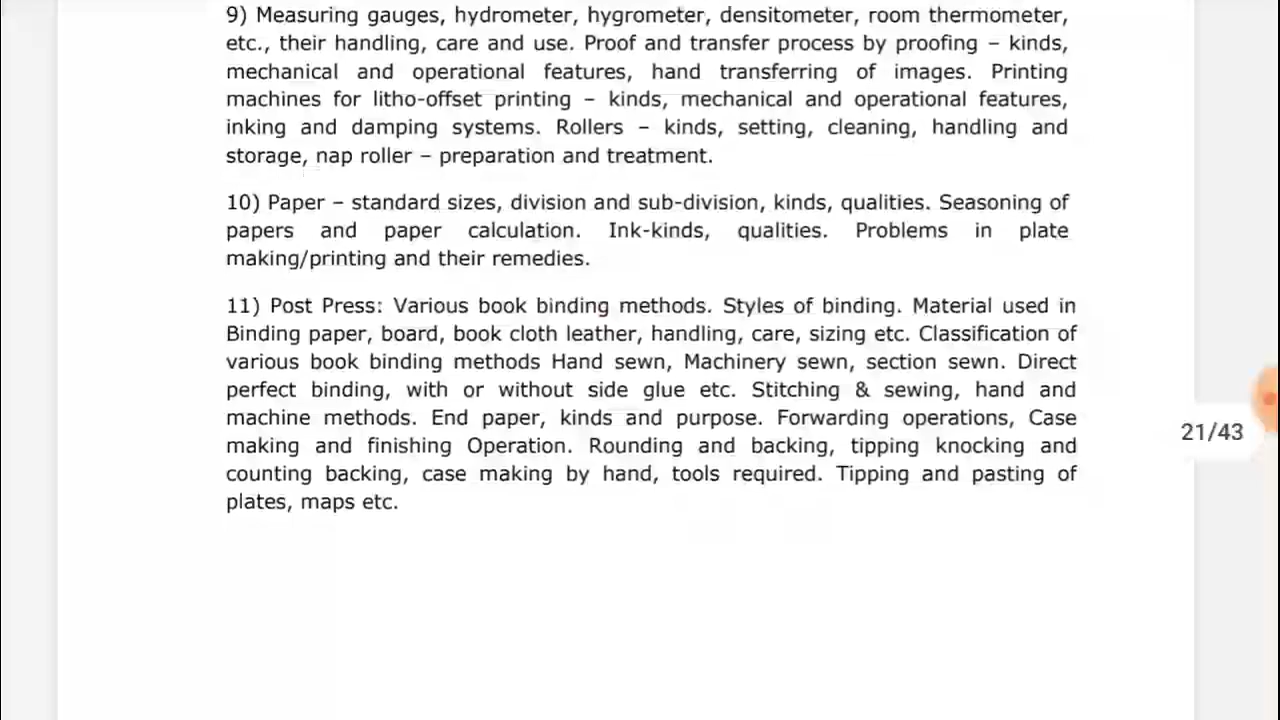 9) Measuring gauges, hydrometer, hygrometer, densitometer, room thermometer,
etc., their handling, care and use. Proof and transfer process by proofing – kinds,
mechanical and operational features, hand transferring of images. Printing
machines for litho-offset printing – kinds, mechanical and operational features,
inking and damping systems. Rollers – kinds, setting, cleaning, handling and
storage, nap roller – preparation and treatment.
10) Paper – standard sizes, division and sub-division, kinds, qualities. Seasoning of
papers and paper calculation. Ink-kinds, qualities. Problems in plate
making/printing and their remedies.
11) Post Press: Various book binding methods. Styles of binding. Material used in
Binding paper, board, book cloth leather, handling, care, sizing etc. Classification of
various book binding methods Hand sewn, Machinery sewn, section sewn. Direct
perfect binding, with or without side glue etc. Stitching & sewing, hand and
machine methods. End paper, kinds and purpose. Forwarding operations, Case
making and finishing Operation. Rounding and backing, tipping knocking and
counting backing, case making by hand, tools required. Tipping and pasting of
plates, maps etc.
21/43